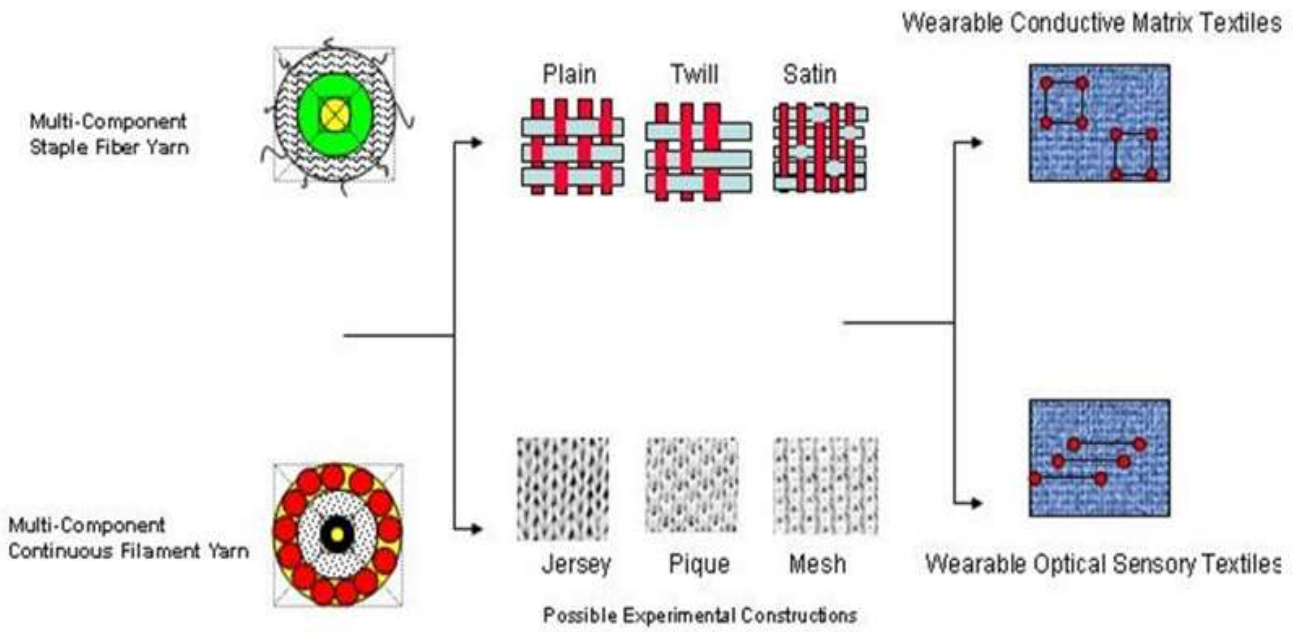 Wearable Conductive Matrix Textiles
Plain
Twill
Satin
Multi-Component
Staple Fiber Yarn
Multi-Component
Continuous Filament Yarn
Jersey
Pique
Mesh
Wearable Optical Sensory Textiles
Possible Experimental Constructions